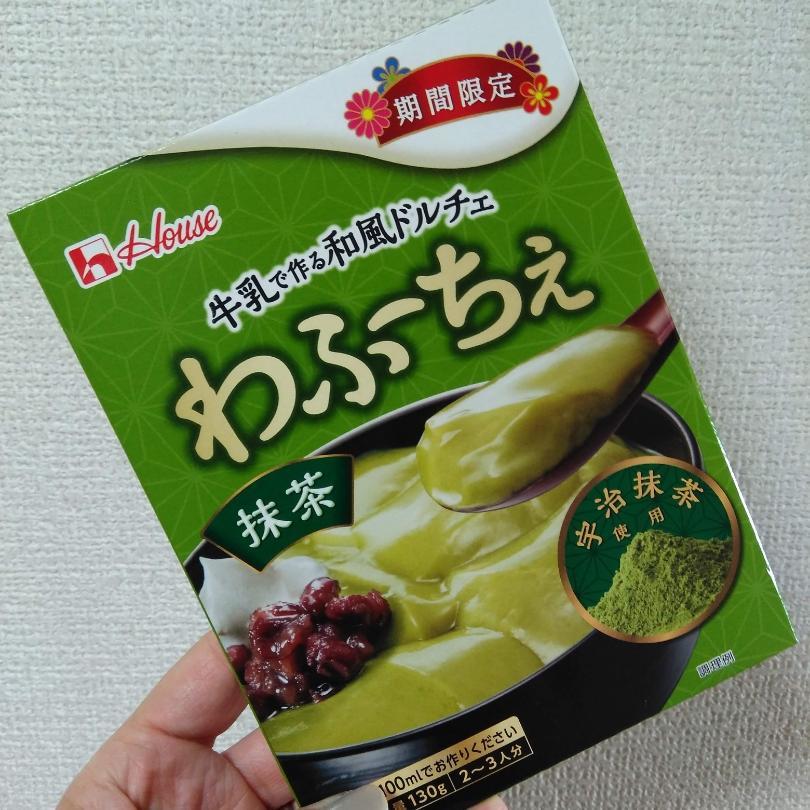 期間限定
House
牛乳で作る和風ドルチェ
わふーちぇ
抹茶
宇治抹茶
使用
調理例
00mlでお作りください
量130g 2〜3人分